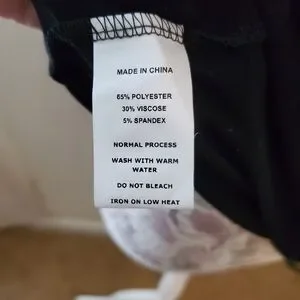 MADE IN CHINA
65% POLYESTER
30% VISCOSE
5% SPANDEX
NORMAL PROCESS
WASH WITH WARM
WATER
DO NOT BLEACH
IRON ON LOW HEAT